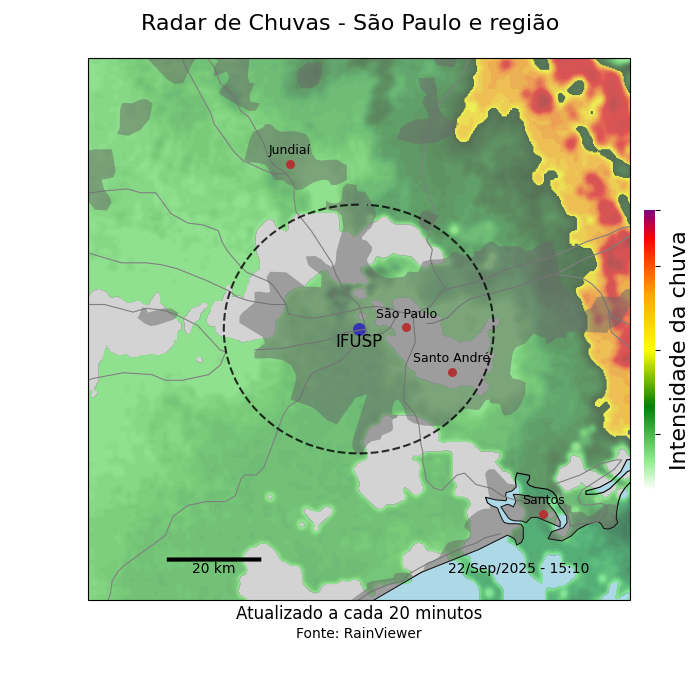 Radar de Chuvas - São Paulo e região
Jundiaí
São Paulo
IFUSP
Santo André
Santos
20 km
22/Sep/2025 - 15:10
Intensidade da chuva
Atualizado a cada 20 minutos
Fonte: RainViewer